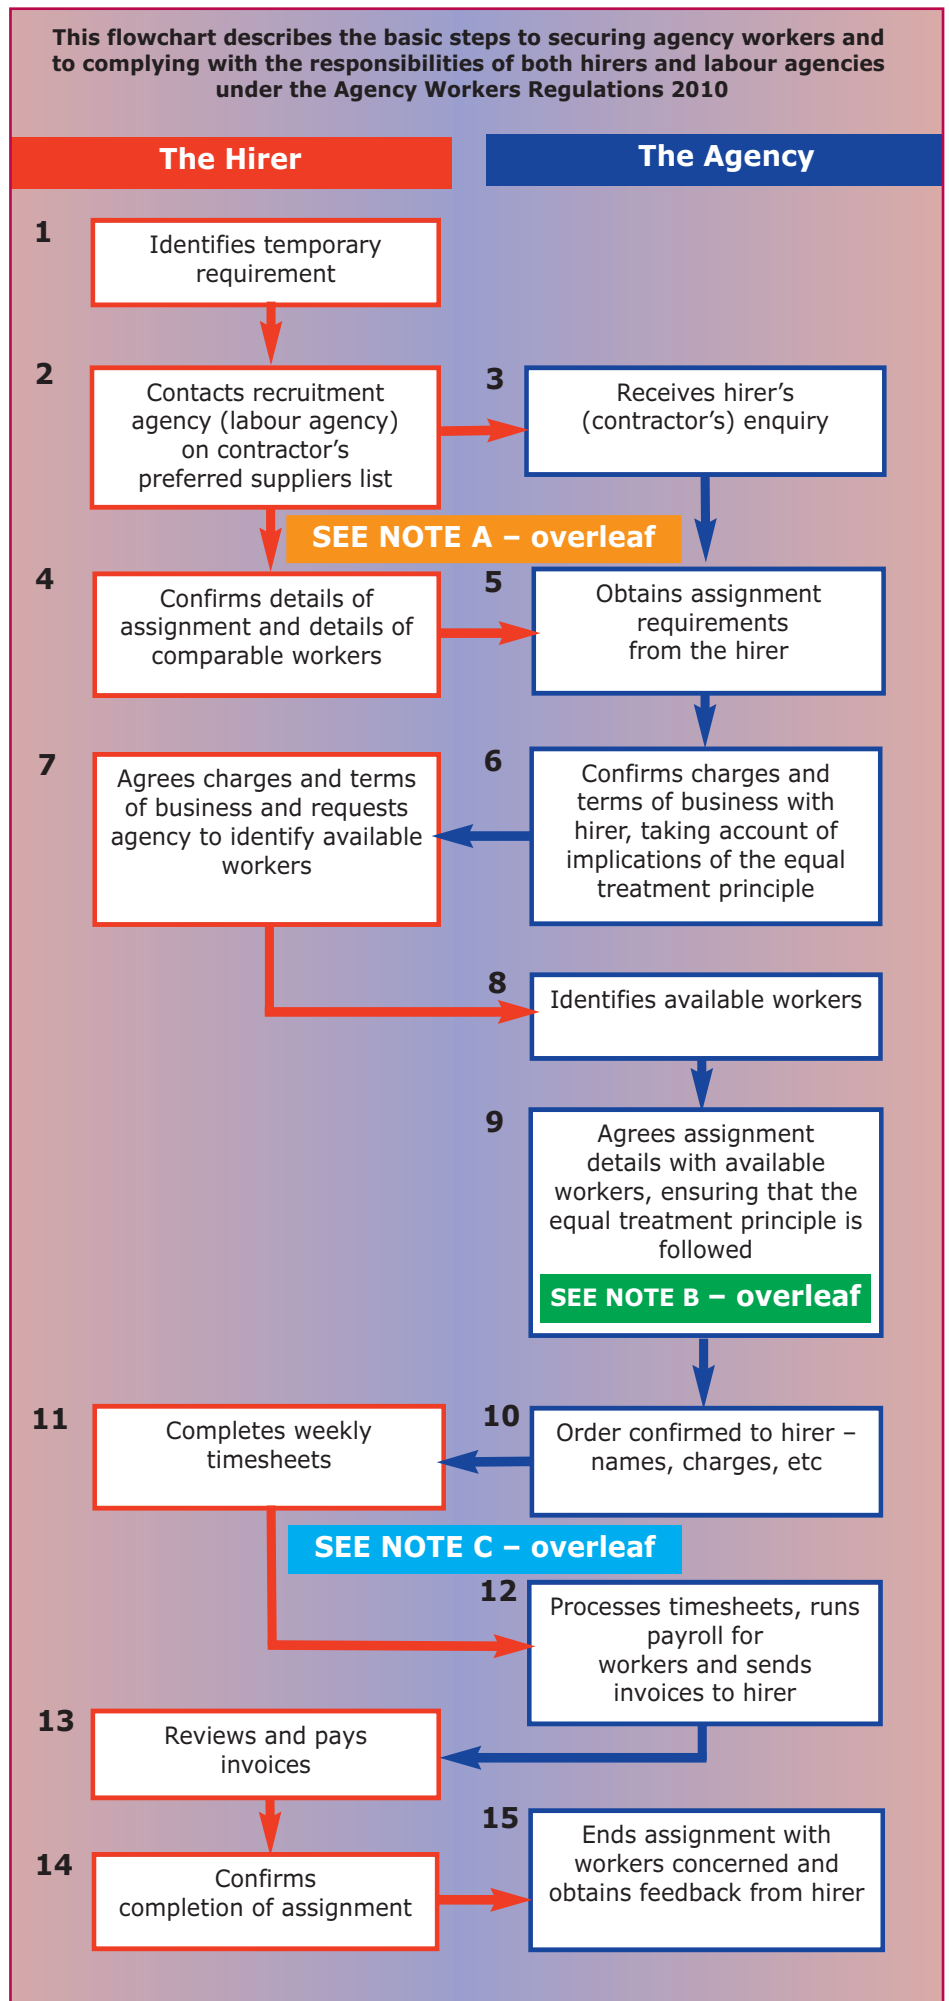 This flowchart describes the basic steps to securing agency workers and
to complying with the responsibilities of both hirers and labour agencies
under the Agency Workers Regulations 2010
The Hirer
The Agency
1
Identifies temporary
requirement
2
Contacts recruitment
agency (labour agency)
on contractor’s
preferred suppliers list
3
Receives hirer’s
(contractor’s) enquiry
SEE NOTE A – overleaf
4
Confirms details of
assignment and details of
comparable workers
5
Obtains assignment
requirements
from the hirer
6
Confirms charges and
terms of business with
hirer, taking account of
implications of the equal
treatment principle
7
Agrees charges and terms
of business and requests
agency to identify available
workers
8
Identifies available workers
9
Agrees assignment
details with available
workers, ensuring that the
equal treatment principle is
followed
SEE NOTE B – overleaf
10
Order confirmed to hirer –
names, charges, etc
11
Completes weekly
timesheets
SEE NOTE C – overleaf
12
Processes timesheets, runs
payroll for
workers and sends
invoices to hirer
13
Reviews and pays
invoices
14
Confirms
completion of assignment
15
Ends assignment with
workers concerned and
obtains feedback from hirer